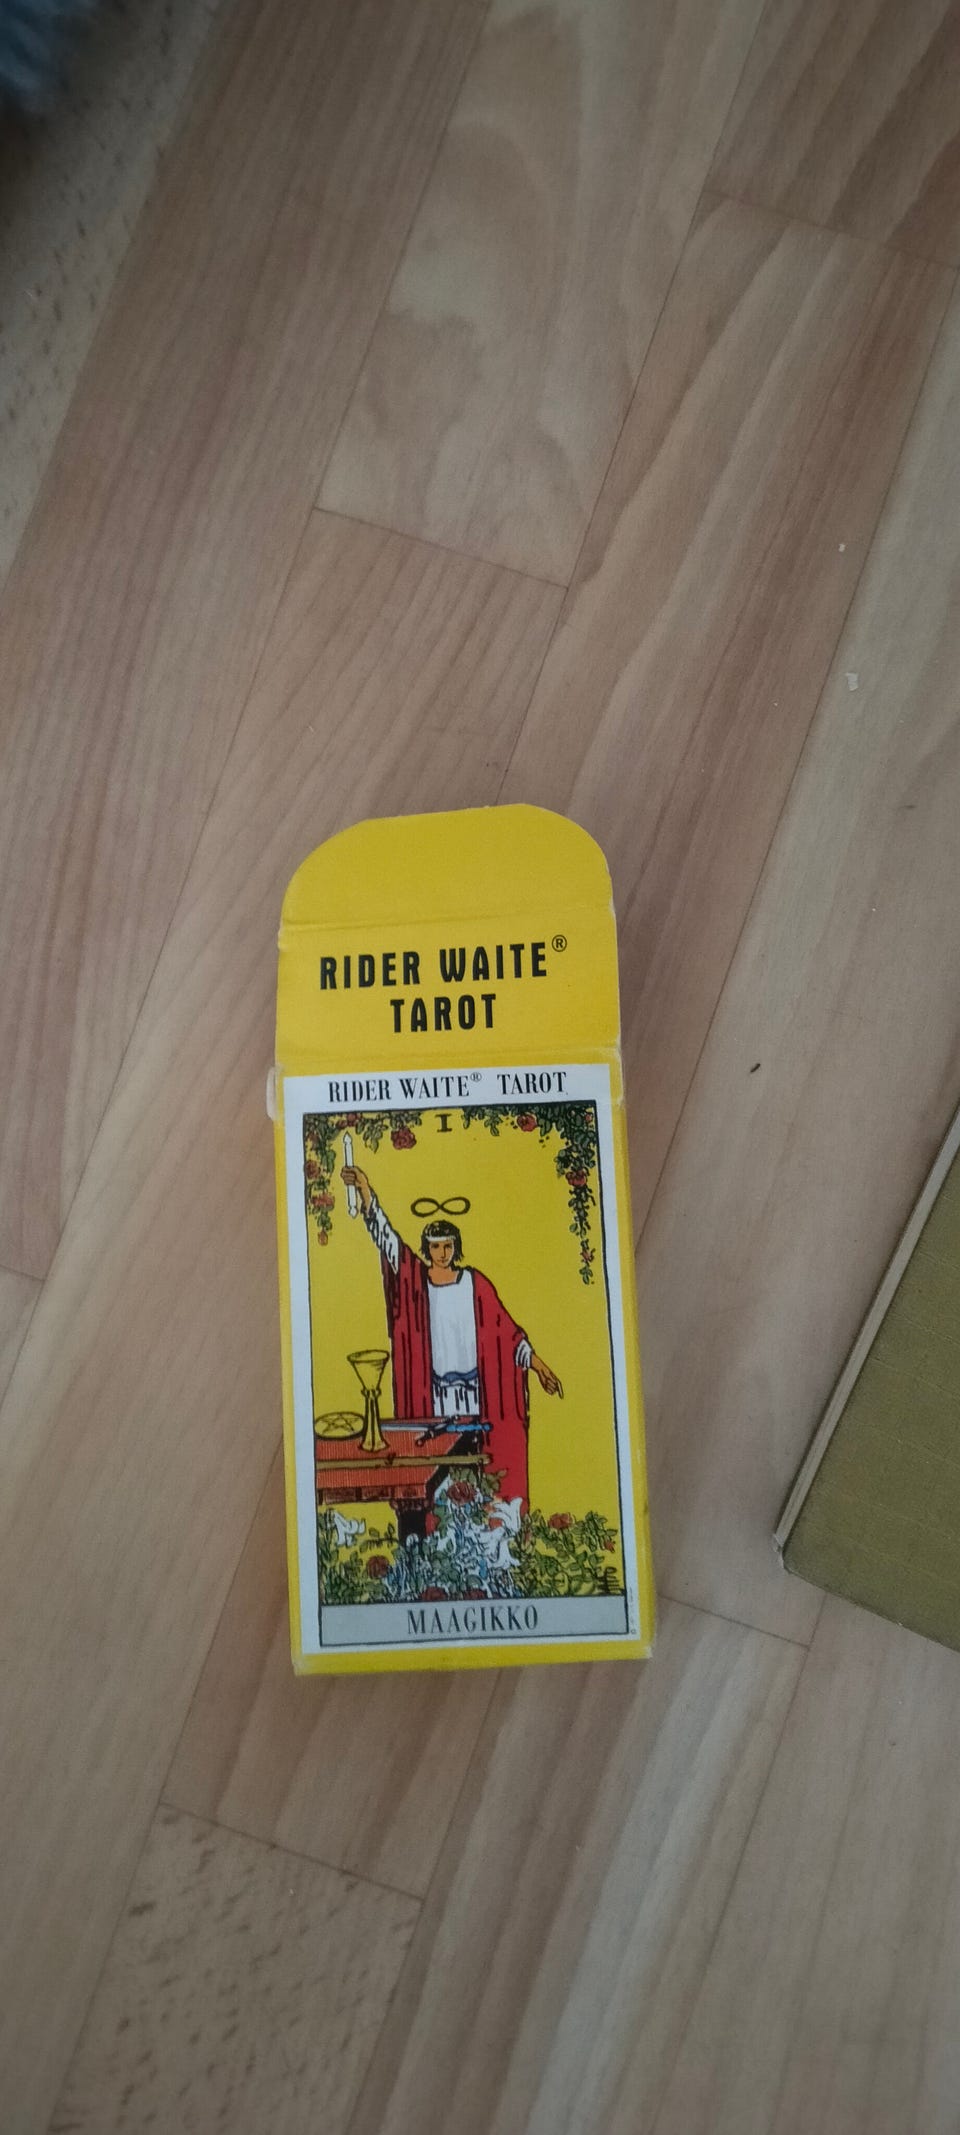 RIDER WAITE®
TAROT
RIDER WAITE® TAROT
I
MAAGIKKO